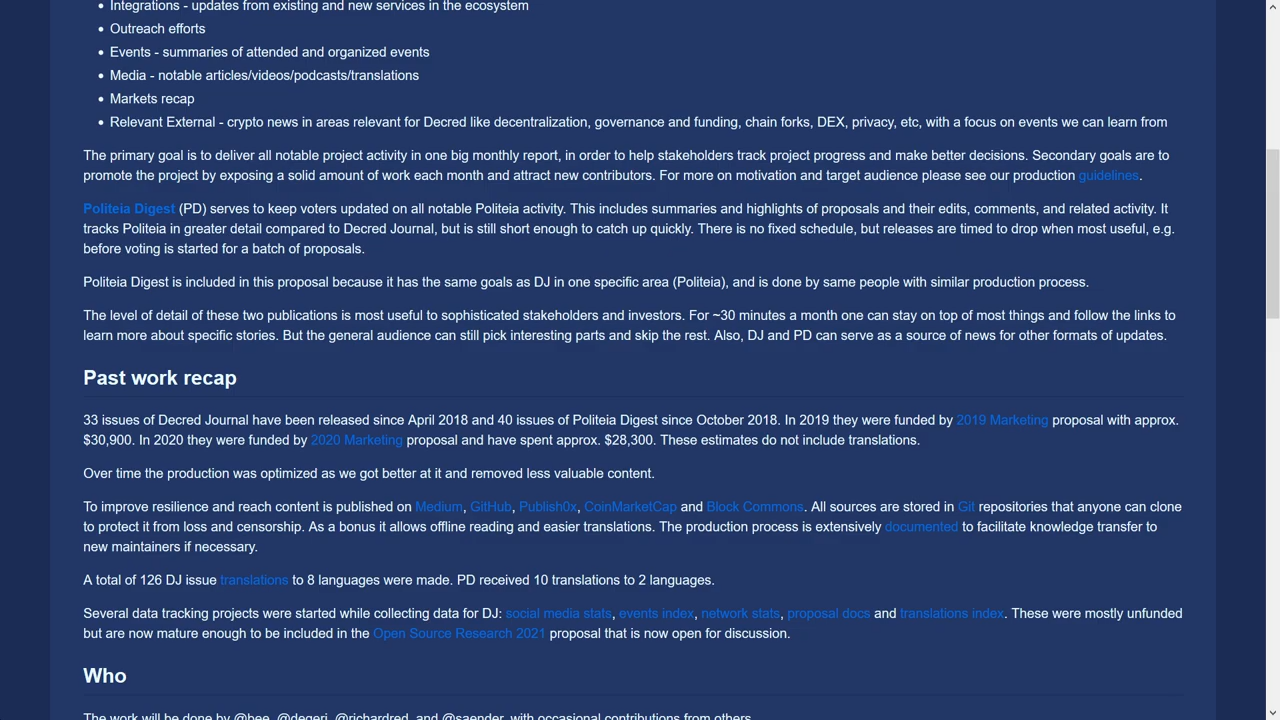 Integrations - updates from existing and new services in the ecosystem
Outreach efforts
Events - summaries of attended and organized events
Media - notable articles/videos/podcasts/translations
Markets recap
Relevant External - crypto news in areas relevant for Decred like decentralization, governance and funding, chain forks, DEX, privacy, etc, with a focus on events we can learn from
The primary goal is to deliver all notable project activity in one big monthly report, in order to help stakeholders track project progress and make better decisions. Secondary goals are to
promote the project by exposing a solid amount of work each month and attract new contributors. For more on motivation and target audience please see our production guidelines.
Politeia Digest (PD) serves to keep voters updated on all notable Politeia activity. This includes summaries and highlights of proposals and their edits, comments, and related activity. It
tracks Politeia in greater detail compared to Decred Journal, but is still short enough to catch up quickly. There is no fixed schedule, but releases are timed to drop when most useful, e.g.
before voting is started for a batch of proposals.
Politeia Digest is included in this proposal because it has the same goals as DJ in one specific area (Politeia), and is done by same people with similar production process.
The level of detail of these two publications is most useful to sophisticated stakeholders and investors. For ~30 minutes a month one can stay on top of most things and follow the links to
learn more about specific stories. But the general audience can still pick interesting parts and skip the rest. Also, DJ and PD can serve as a source of news for other formats of updates.
Past work recap
33 issues of Decred Journal have been released since April 2018 and 40 issues of Politeia Digest since October 2018. In 2019 they were funded by 2019 Marketing proposal with approx.
$30,900. In 2020 they were funded by 2020 Marketing proposal and have spent approx. $28,300. These estimates do not include translations.
Over time the production was optimized as we got better at it and removed less valuable content.
To improve resilience and reach content is published on Medium, GitHub, Publish0x, CoinMarketCap and Block Commons. All sources are stored in Git repositories that anyone can clone
to protect it from loss and censorship. As a bonus it allows offline reading and easier translations. The production process is extensively documented to facilitate knowledge transfer to
new maintainers if necessary.
A total of 126 DJ issue translations to 8 languages were made. PD received 10 translations to 2 languages.
Several data tracking projects were started while collecting data for DJ: social media stats, events index, network stats, proposal docs and translations index. These were mostly unfunded
but are now mature enough to be included in the Open Source Research 2021 proposal that is now open for discussion.
Who
The work will be done by @bee, @degeri, @richardred, and @saender, with occasional contributions from others.